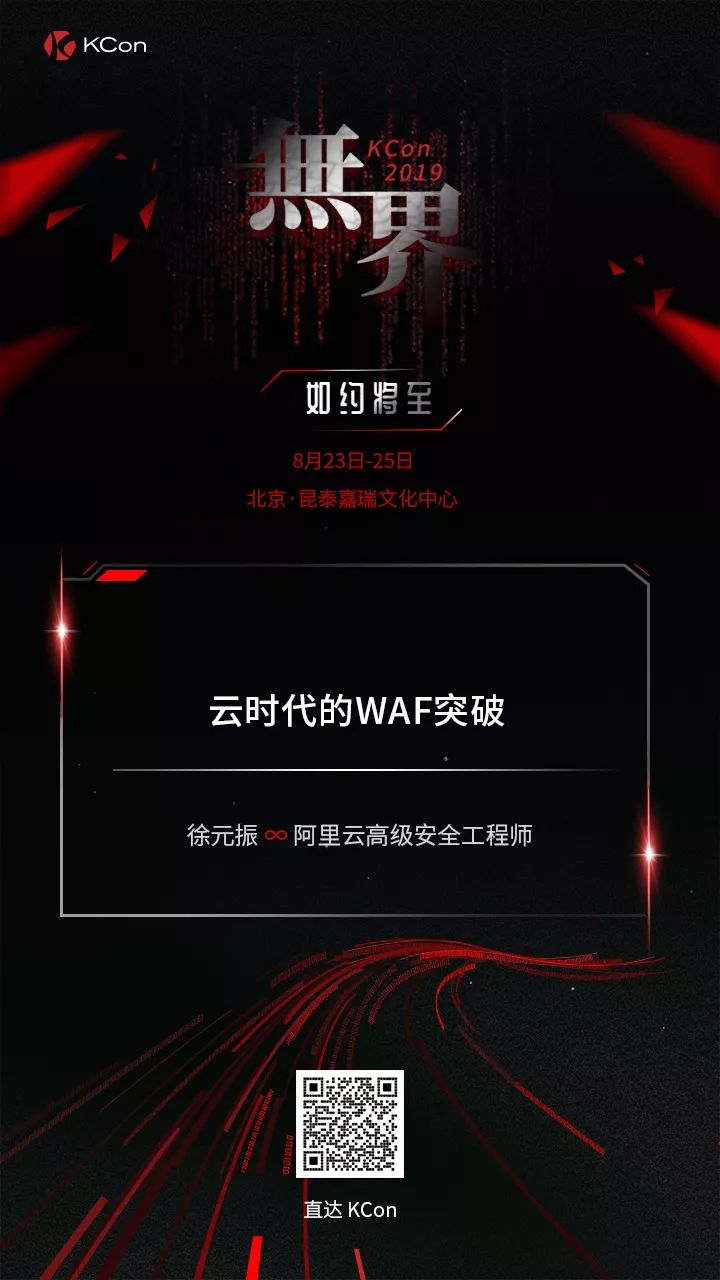 KCon
無界
KCon
2019
如约将至
8月23日-25日
北京·昆泰嘉瑞文化中心
云时代的WAF突破
徐元振 ∞ 阿里云高级安全工程师
直达 KCon